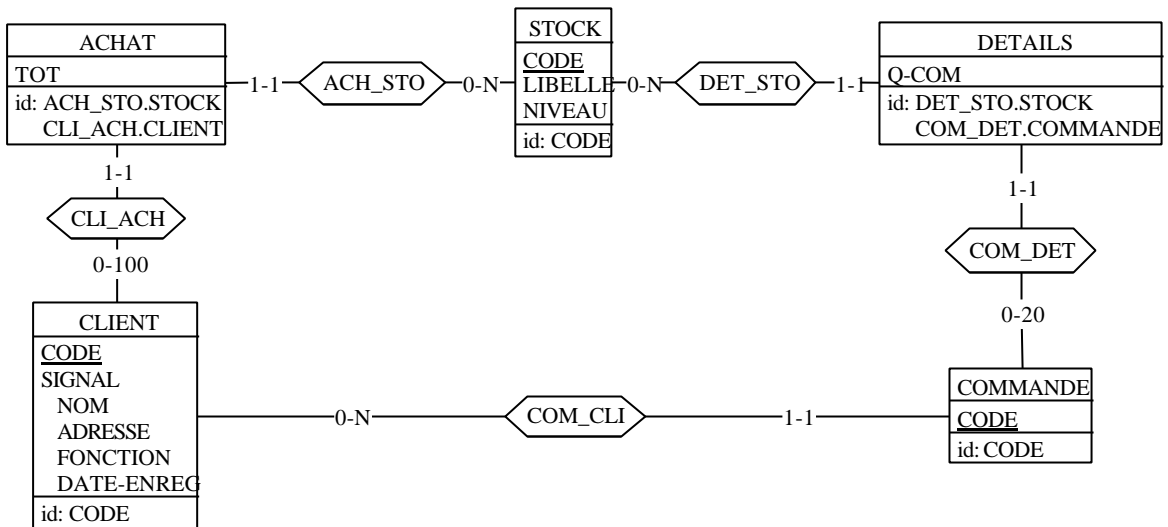 ACHAT
TOT
id: ACH_STO.STOCK
CLI_ACH.CLIENT
1-1
ACH_STO
0-N
STOCK
CODE
LIBELLE
NIVEAU
id: CODE
0-N
DET_STO
1-1
DETAILS
Q-COM
id: DET_STO.STOCK
COM_DET.COMMANDE
1-1
CLI_ACH
0-100
1-1
COM_DET
0-20
CLIENT
CODE
SIGNAL
NOM
ADRESSE
FONCTION
DATE-ENREG
id: CODE
0-N
COM_CLI
1-1
COMMANDE
CODE
id: CODE